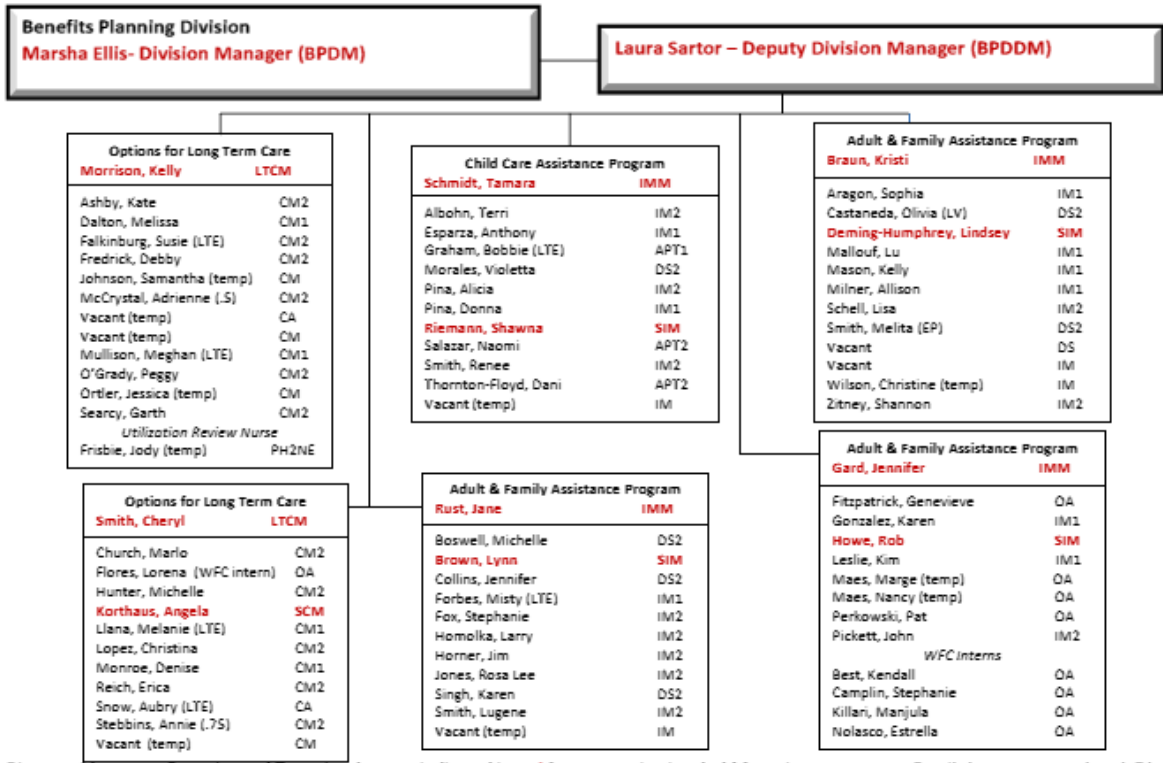 Benefits Planning Division
Marsha Ellis- Division Manager (BPDM)
Laura Sartor – Deputy Division Manager (BPDDM)
Options for Long Term Care
Morrison, Kelly LTCM
Ashby, Kate CM2
Dalton, Melissa CM1
Falkinburg, Susie (LTE) CM2
Fredrick, Debby CM2
Johnson, Samantha (temp) CM
McCrystal, Adrienne (.5) CM2
Vacant (temp) CA
Vacant (temp) CM
Mullison, Meghan (LTE) CM1
O'Grady, Peggy CM2
Ortler, Jessica (temp) CM
Searcy, Garth CM2
Utilization Review Nurse
Frisbie, Jody (temp) PH2NE
Child Care Assistance Program
Schmidt, Tamara IMM
Albohn, Terri IM2
Esparza, Anthony IM1
Graham, Bobbie (LTE) APT1
Morales, Violetta DS2
Pina, Alicia IM2
Pina, Donna IM1
Riemann, Shawna SIM
Salazar, Naomi APT2
Smith, Renee IM2
Thornton-Floyd, Dani APT2
Vacant (temp) IM
Adult & Family Assistance Program
Braun, Kristi IMM
Aragon, Sophia IM1
Castaneda, Olivia (LV) DS2
Deming-Humphrey, Lindsey SIM
Mallouf, Lu IM1
Mason, Kelly IM1
Milner, Allison IM1
Schell, Lisa IM2
Smith, Melita (EP) DS2
Vacant DS
Vacant IM
Wilson, Christine (temp) IM
Zitney, Shannon IM2
Options for Long Term Care
Smith, Cheryl LTCM
Church, Marlo CM2
Flores, Lorena (WFC intern) OA
Hunter, Michelle CM2
Korthaus, Angela SCM
Llana, Melanie (LTE) CM1
Lopez, Christina CM2
Monroe, Denise CM1
Reich, Erica CM2
Snow, Aubry (LTE) CA
Stebbins, Annie (.75) CM2
Vacant (temp) CM
Adult & Family Assistance Program
Rust, Jane IMM
Boswell, Michelle DS2
Brown, Lynn SIM
Collins, Jennifer DS2
Forbes, Misty (LTE) IM1
Fox, Stephanie IM2
Homolka, Larry IM2
Horner, Jim IM2
Jones, Rosa Lee IM2
Singh, Karen DS2
Smith, Lugene IM2
Vacant (temp) IM
Adult & Family Assistance Program
Gard, Jennifer IMM
Fitzpatrick, Genevieve OA
Gonzalez, Karen IM1
Howe, Rob SIM
Leslie, Kim IM1
Maes, Marge (temp) OA
Maes, Nancy (temp) OA
Perkowski, Pat OA
Pickett, John IM2
WFC Interns
Best, Kendall OA
Camplin, Stephanie OA
Killari, Manjula OA
Nolasco, Estrella OA